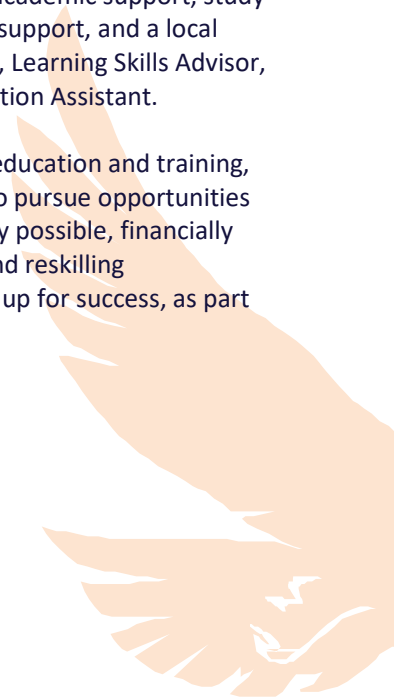 academic support, study
support, and a local
, Learning Skills Advisor,
tion Assistant.
education and training,
o pursue opportunities
y possible, financially
nd reskilling
up for success, as part